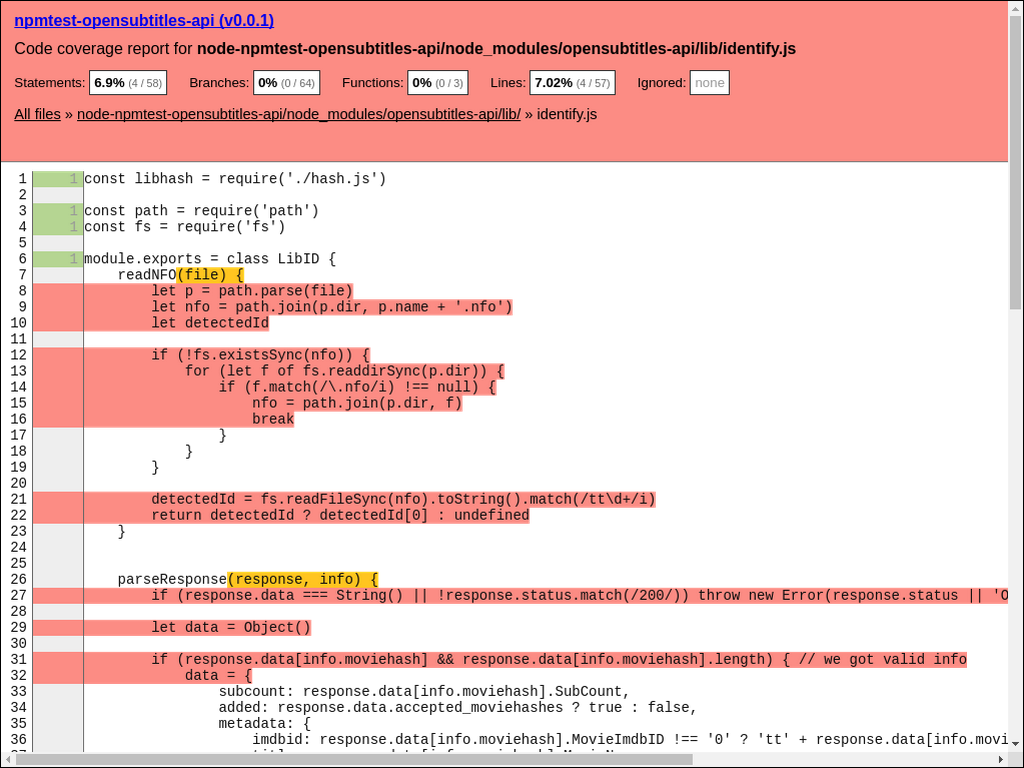 npmtest-opensubtitles-api (v0.0.1)
Code coverage report for node-npmtest-opensubtitles-api/node_modules/opensubtitles-api/lib/identify.js
Statements: 6.9% (4 / 58) Branches: 0% (0 / 64) Functions: 0% (0 / 3) Lines: 7.02% (4 / 57) Ignored: none
All files » node-npmtest-opensubtitles-api/node_modules/opensubtitles-api/lib/ » identify.js
1 1 const libhash = require('./hash.js')
2
3 1 const path = require('path')
4 1 const fs = require('fs')
5
6 1 module.exports = class LibID {
7     readNFO(file) {
8         let p = path.parse(file)
9         let nfo = path.join(p.dir, p.name + '.nfo')
10         let detectedId
11
12         if (!fs.existsSync(nfo)) {
13             for (let f of fs.readdirSync(p.dir)) {
14                 if (f.match(/\.nfo/i) !== null) {
15                     nfo = path.join(p.dir, f)
16                     break
17                 }
18             }
19         }
20
21         detectedId = fs.readFileSync(nfo).toString().match(/tt\d+/i)
22         return detectedId ? detectedId[0] : undefined
23     }
24
25
26     parseResponse(response, info) {
27         if (response.data === String() || !response.status.match(/200/)) throw new Error(response.status || '
28
29         let data = Object()
30
31         if (response.data[info.moviehash] && response.data[info.moviehash].length) { // we got valid info
32             data = {
33                 subcount: response.data[info.moviehash].SubCount,
34                 added: response.data.accepted_moviehashes ? true : false,
35                 metadata: {
36                     imdbid: response.data[info.moviehash].MovieImdbID !== '0' ? 'tt' + response.data[info.movi